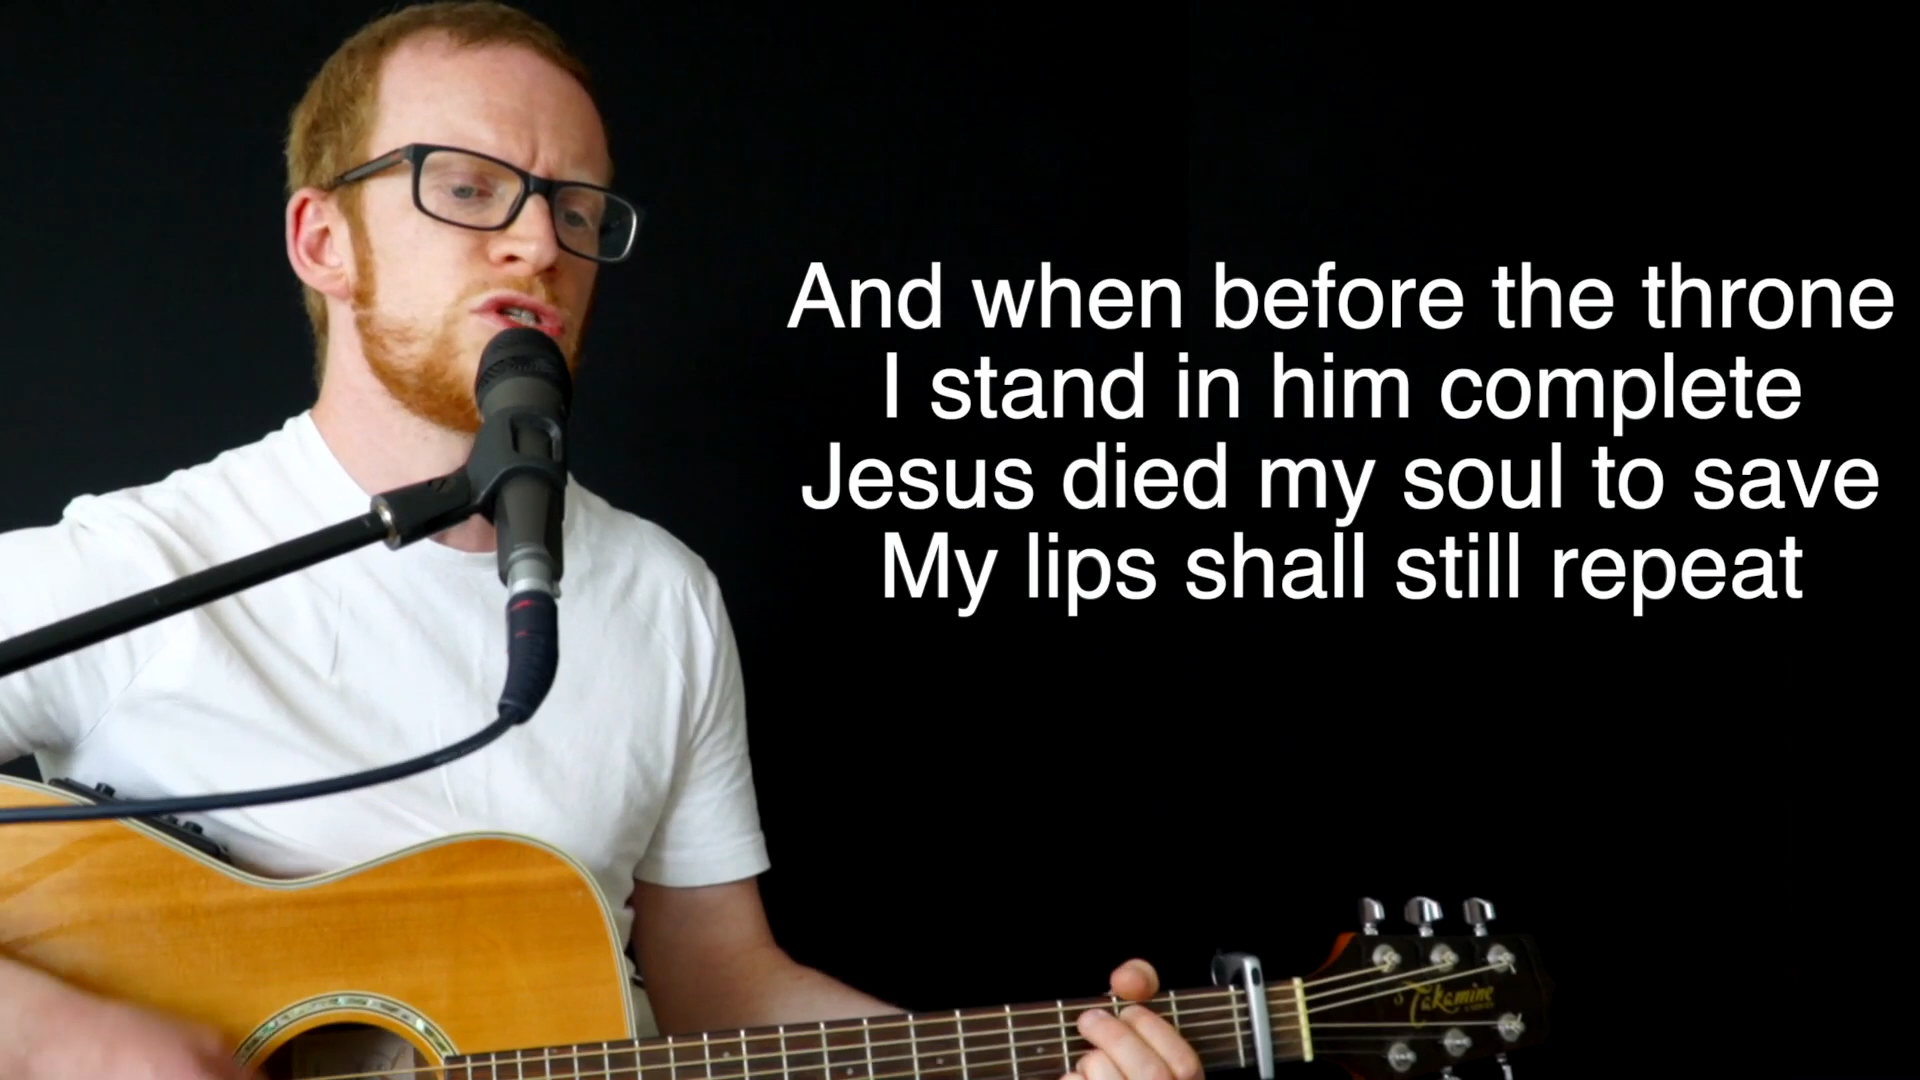 And when before the throne
I stand in him complete
Jesus died my soul to save
My lips shall still repeat
Takamine